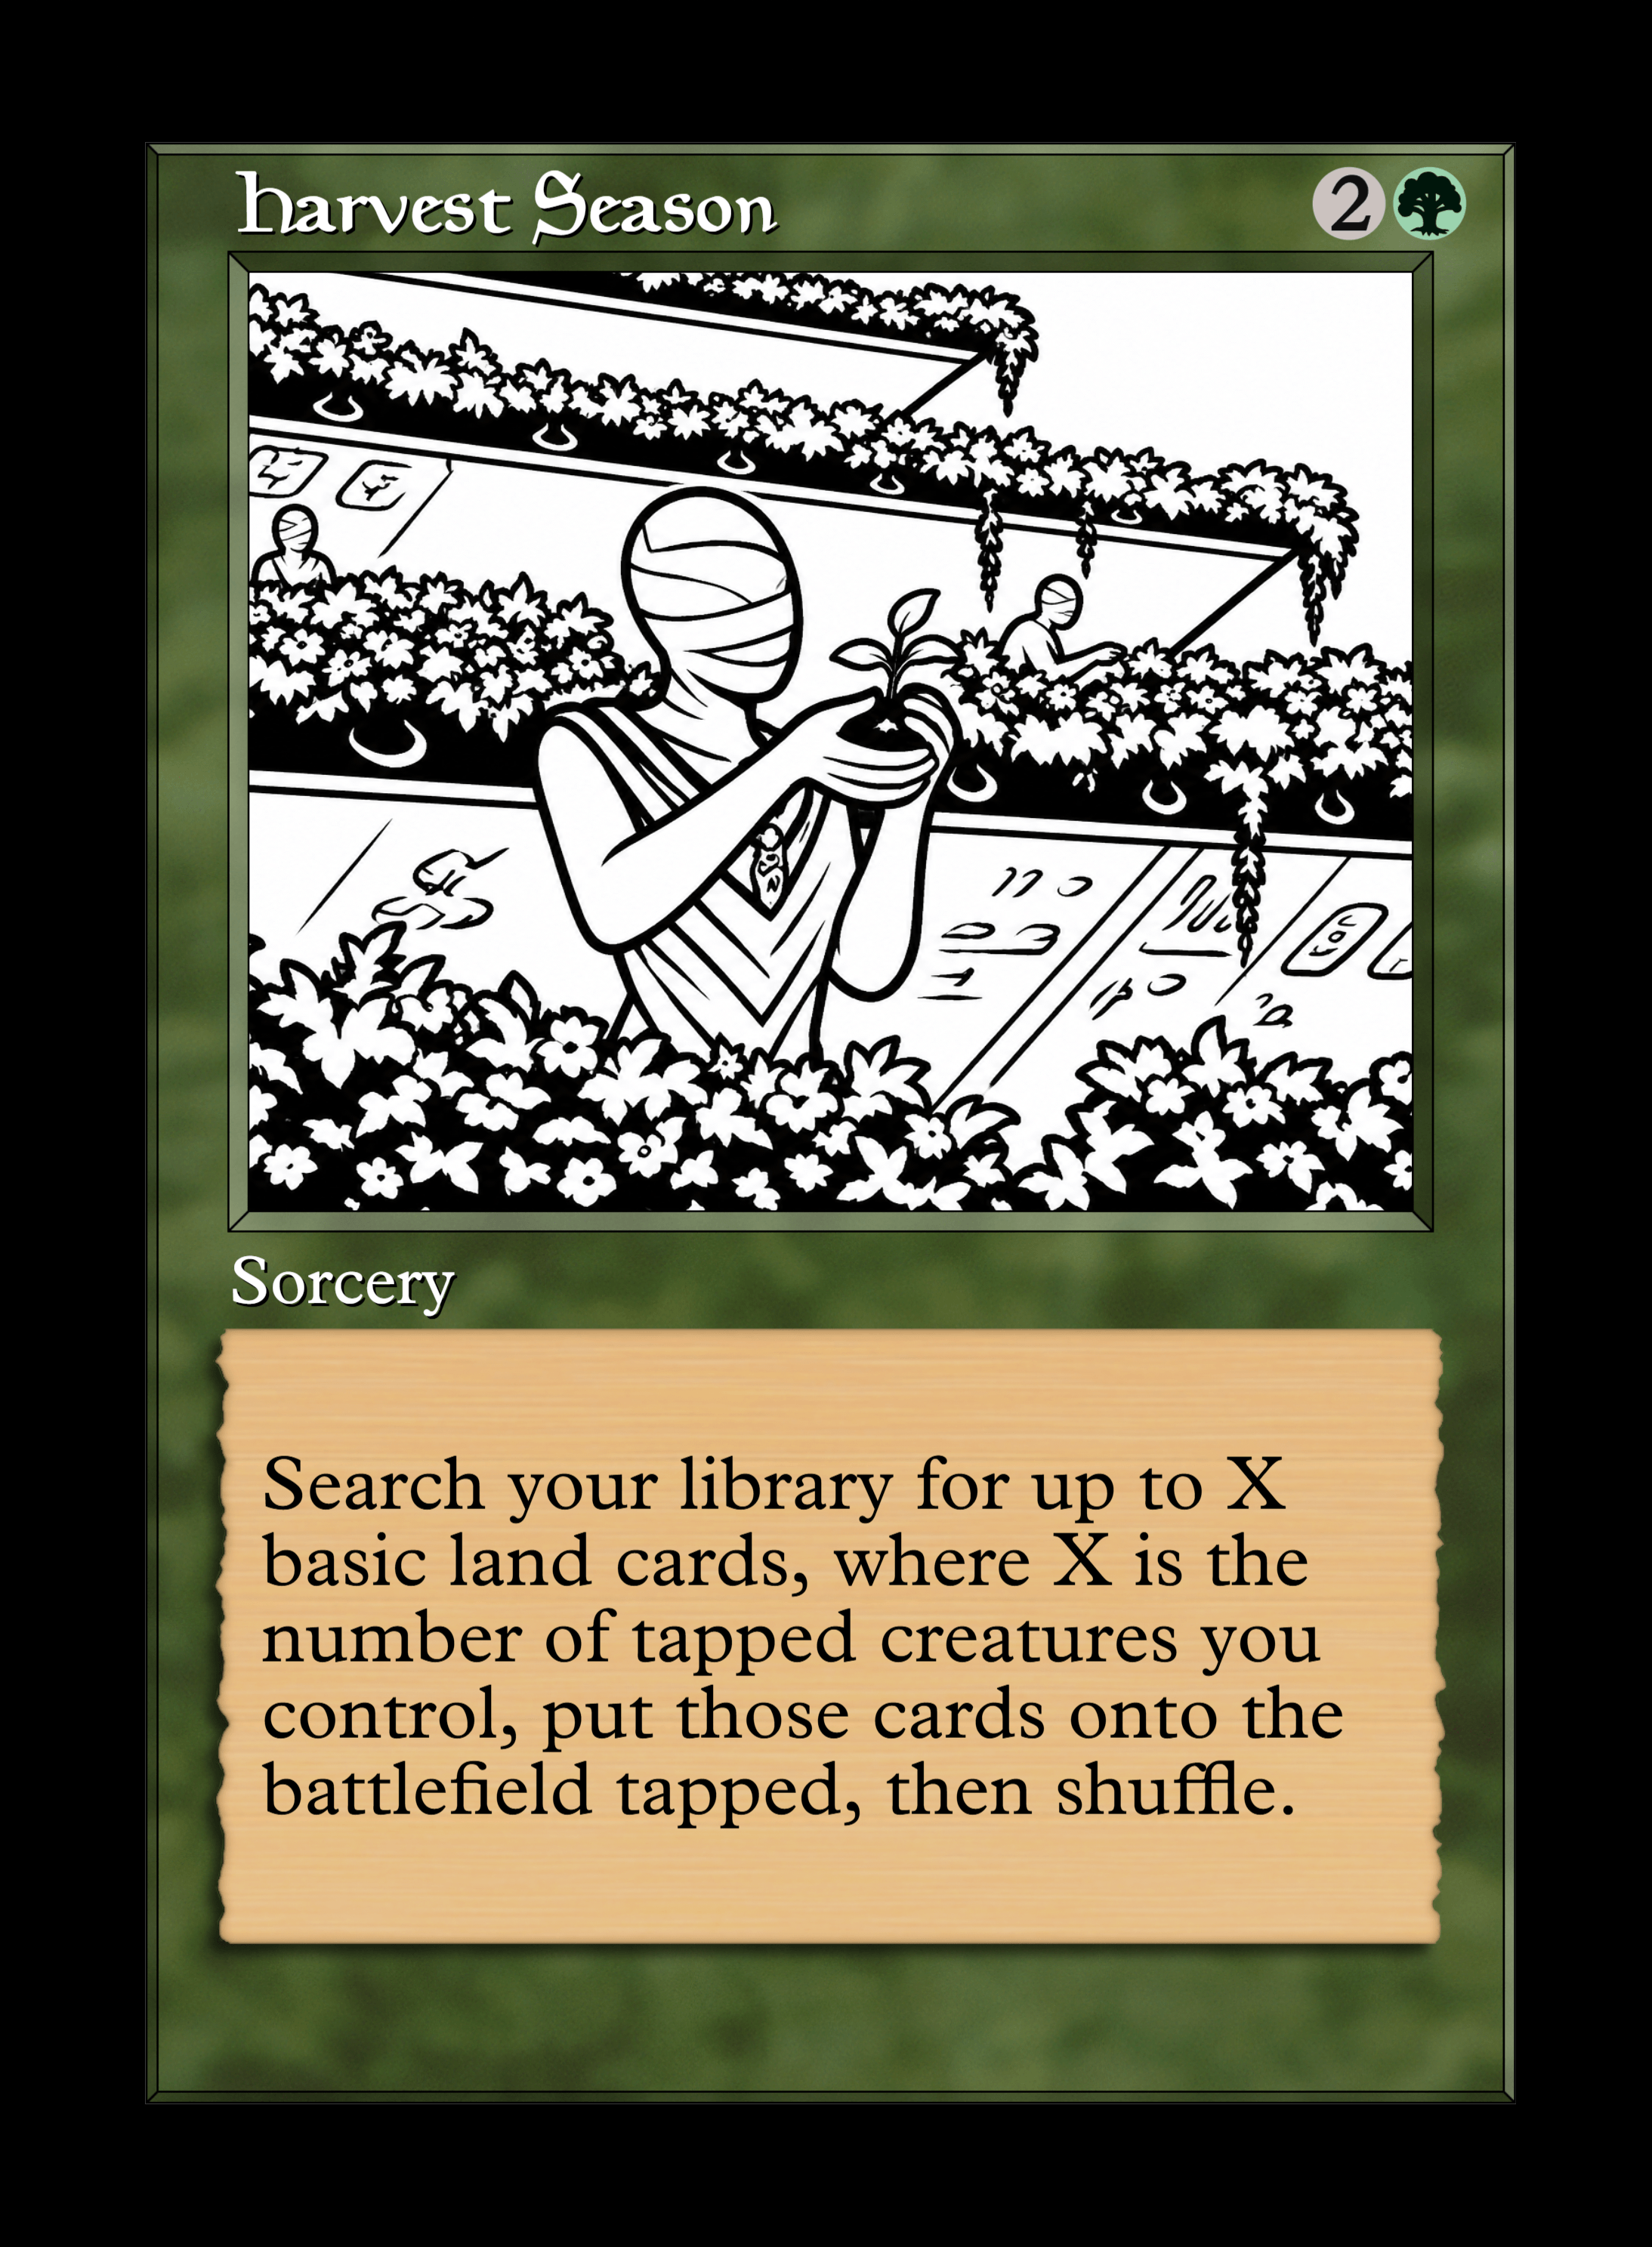 Harvest Season 2
Sorcery
Search your library for up to X
basic land cards, where X is the
number of tapped creatures you
control, put those cards onto the
battlefield tapped, then shuffle.